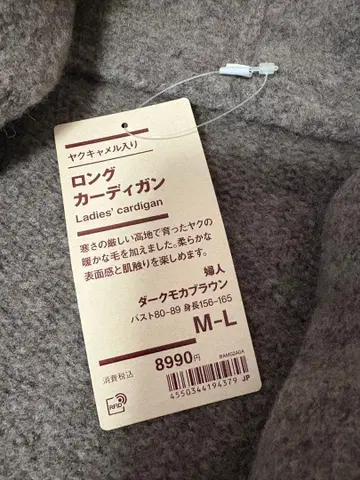 ヤクキャメル入り
ロング
カーディガン
Ladies' cardigan
寒さの厳しい高地で育ったヤクの
暖かな毛を加えました。柔らかな
表面感と肌触りを楽しめます。
婦人
ダークモカブラウン
バスト80-89 身長156-165
M-L
消費税込 8990円
BAM02A0A
4550344194379 JP
RFID